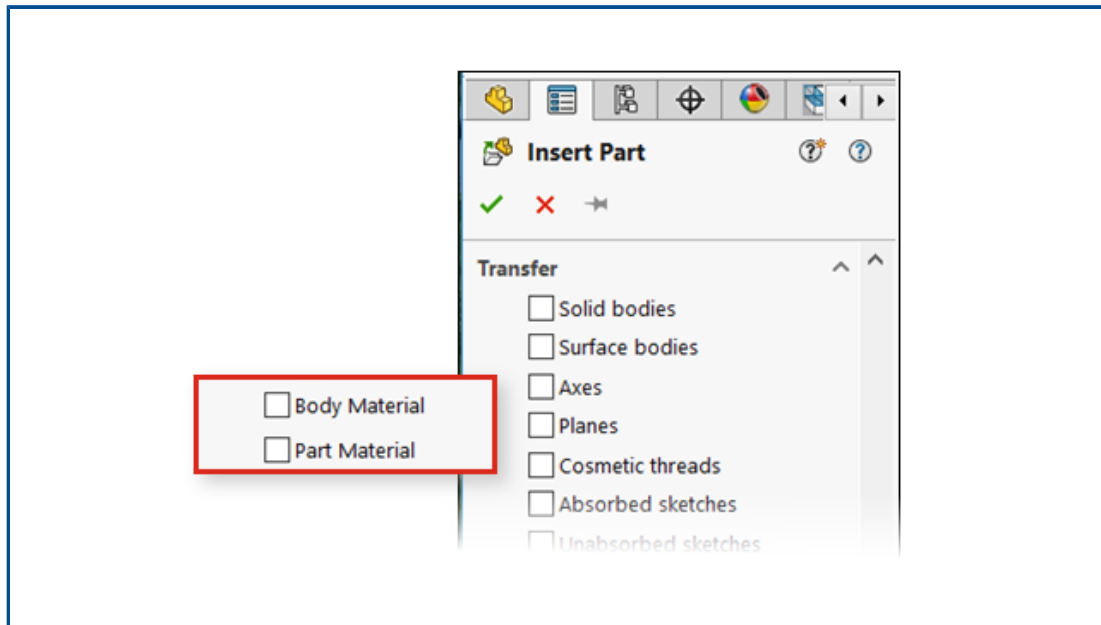 Insert Part
Transfer
Solid bodies
Surface bodies
Axes
Planes
Cosmetic threads
Absorbed sketches
Unabsorbed sketches
Body Material
Part Material